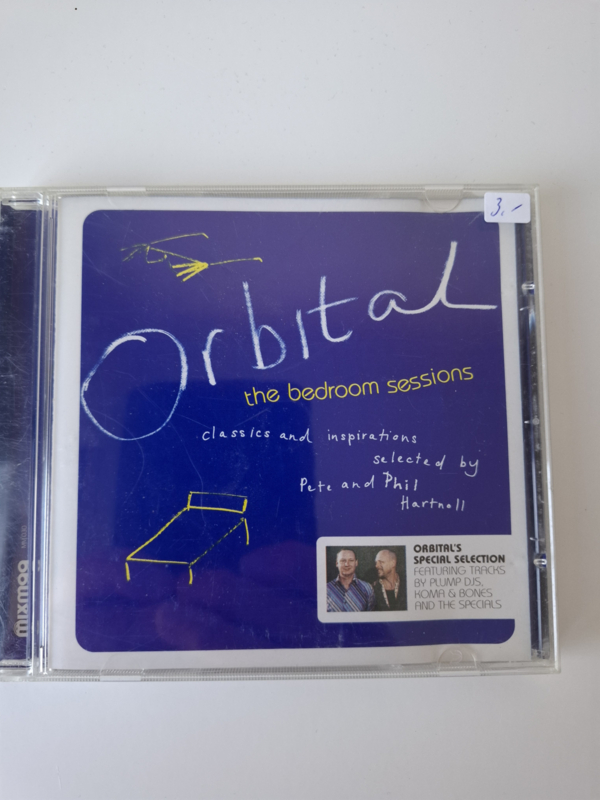 3,-
Orbital
the bedroom sessions
classics and inspirations
selected by
Pete and Phil
Hartnoll
ORBITAL'S
SPECIAL SELECTION
FEATURING TRACKS
BY PLUMP DJS,
KOMA & BONES
AND THE SPECIALS
mixmag